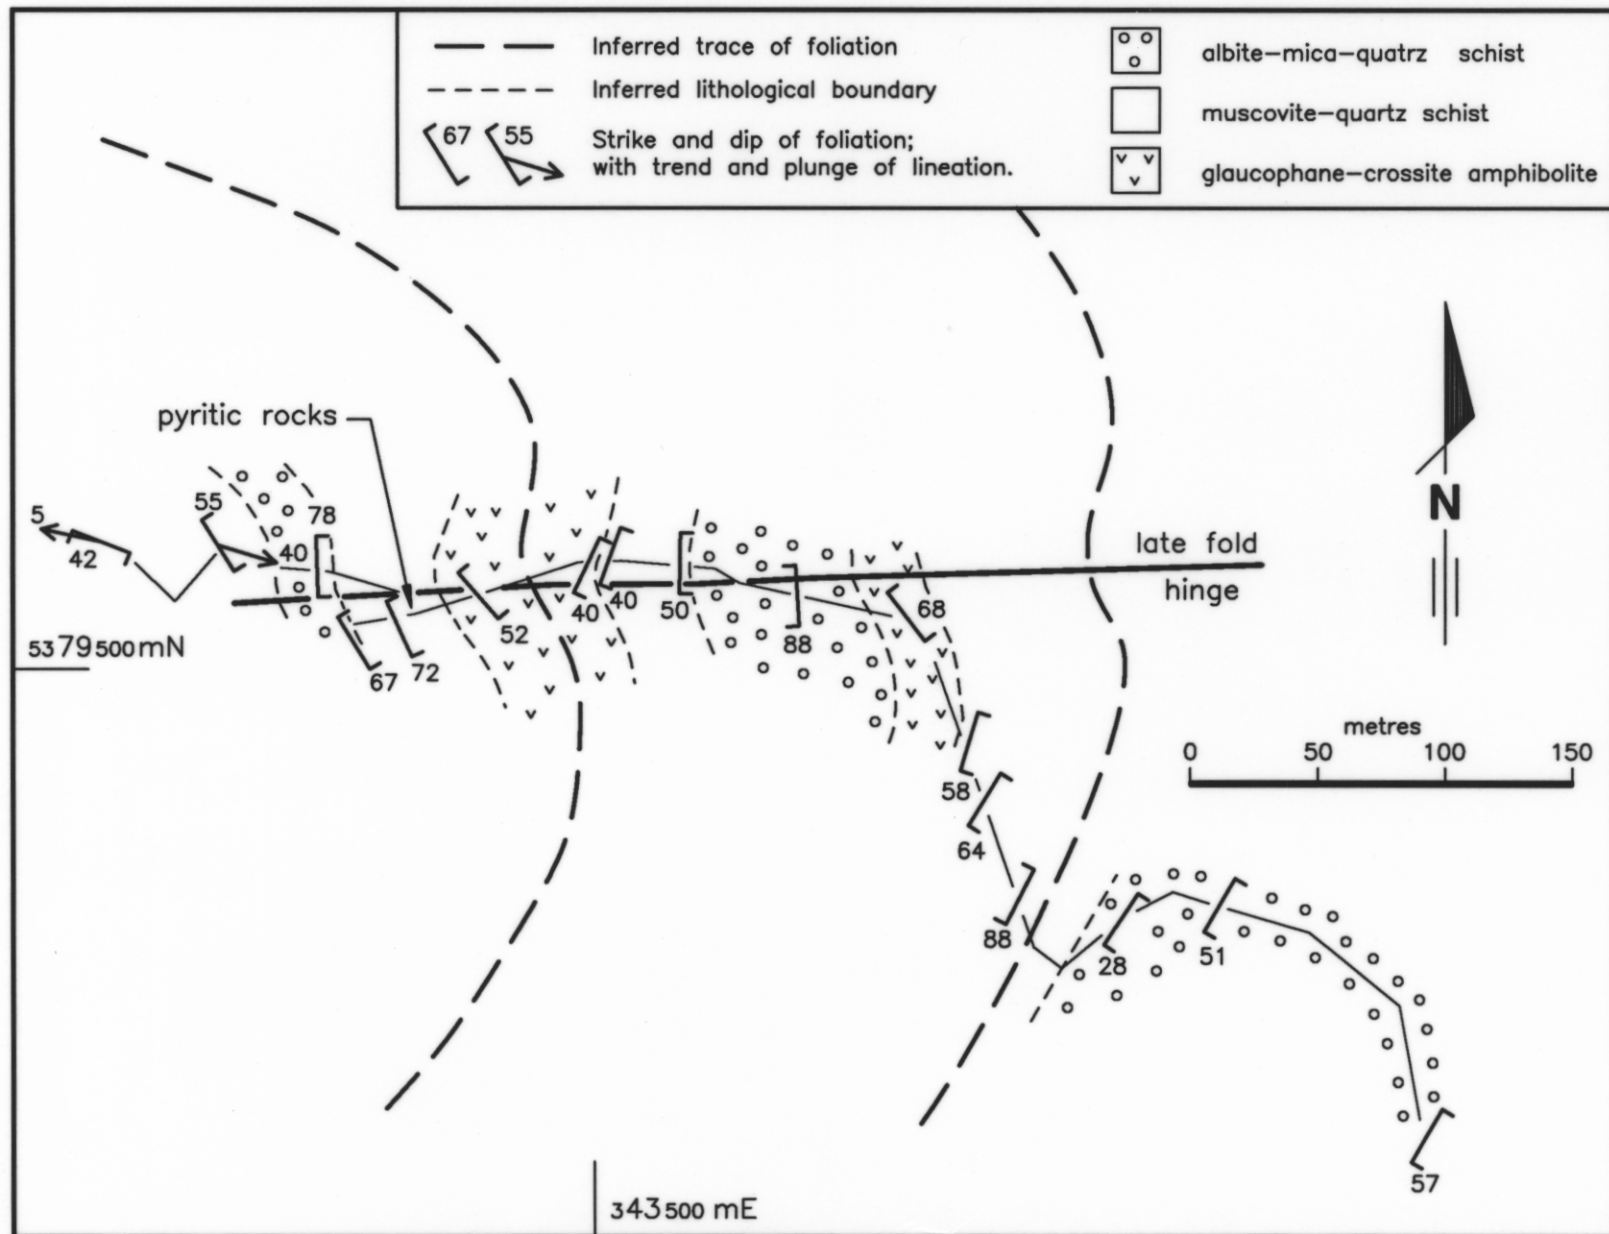 Inferred trace of foliation
Inferred lithological boundary
67 55
Strike and dip of foliation;
with trend and plunge of lineation.
albite-mica-quatrz schist
muscovite-quartz schist
glaucophane-crossite amphibolite
pyritic rocks
5
42
55
40
78
67
72
52
40
40
50
88
68
58
64
88
28
51
57
late fold
hinge
N
5379500mN
343500 mE
metres
0 50 100 150